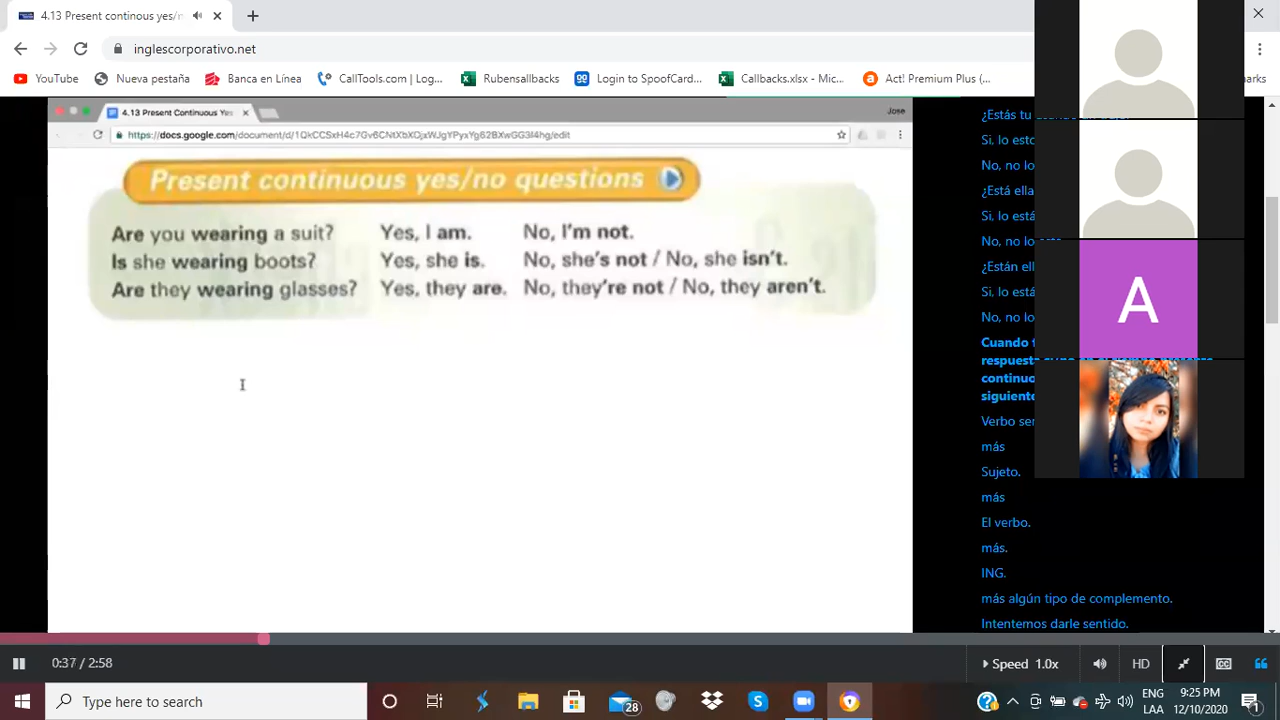 4.13 Present continous yes/n
inglescorporativo.net
YouTube
Nueva pestaña
Banca en Línea
CallTools.com | Log...
Rubensallbacks
Login to SpoofCard...
Callbacks.xlsx - Mic...
Act! Premium Plus (...
4.13 Present Continuous Yes
Jose
Present continuous yes/no questions
Are you wearing a suit? Yes, I am. No, I'm not.
Is she wearing boots? Yes, she is. No, she's not / No, she isn't.
Are they wearing glasses? Yes, they are. No, they're not / No, they aren't.
¿Estás tu
Si, lo
No, no lo
¿Está ella
Si, lo está
No, no lo
¿Están
Si, lo está
No, no lo
Cuando
continuo
siguiente
Verbo
más
Sujeto.
más
El verbo.
más.
ING.
más algún tipo de complemento.
Intentemos darle sentido.
A
0:37 / 2:58
Speed 1.0x
HD
CC
Type here to search
28
S
ENG
LAA
9:25 PM
12/10/2020
1